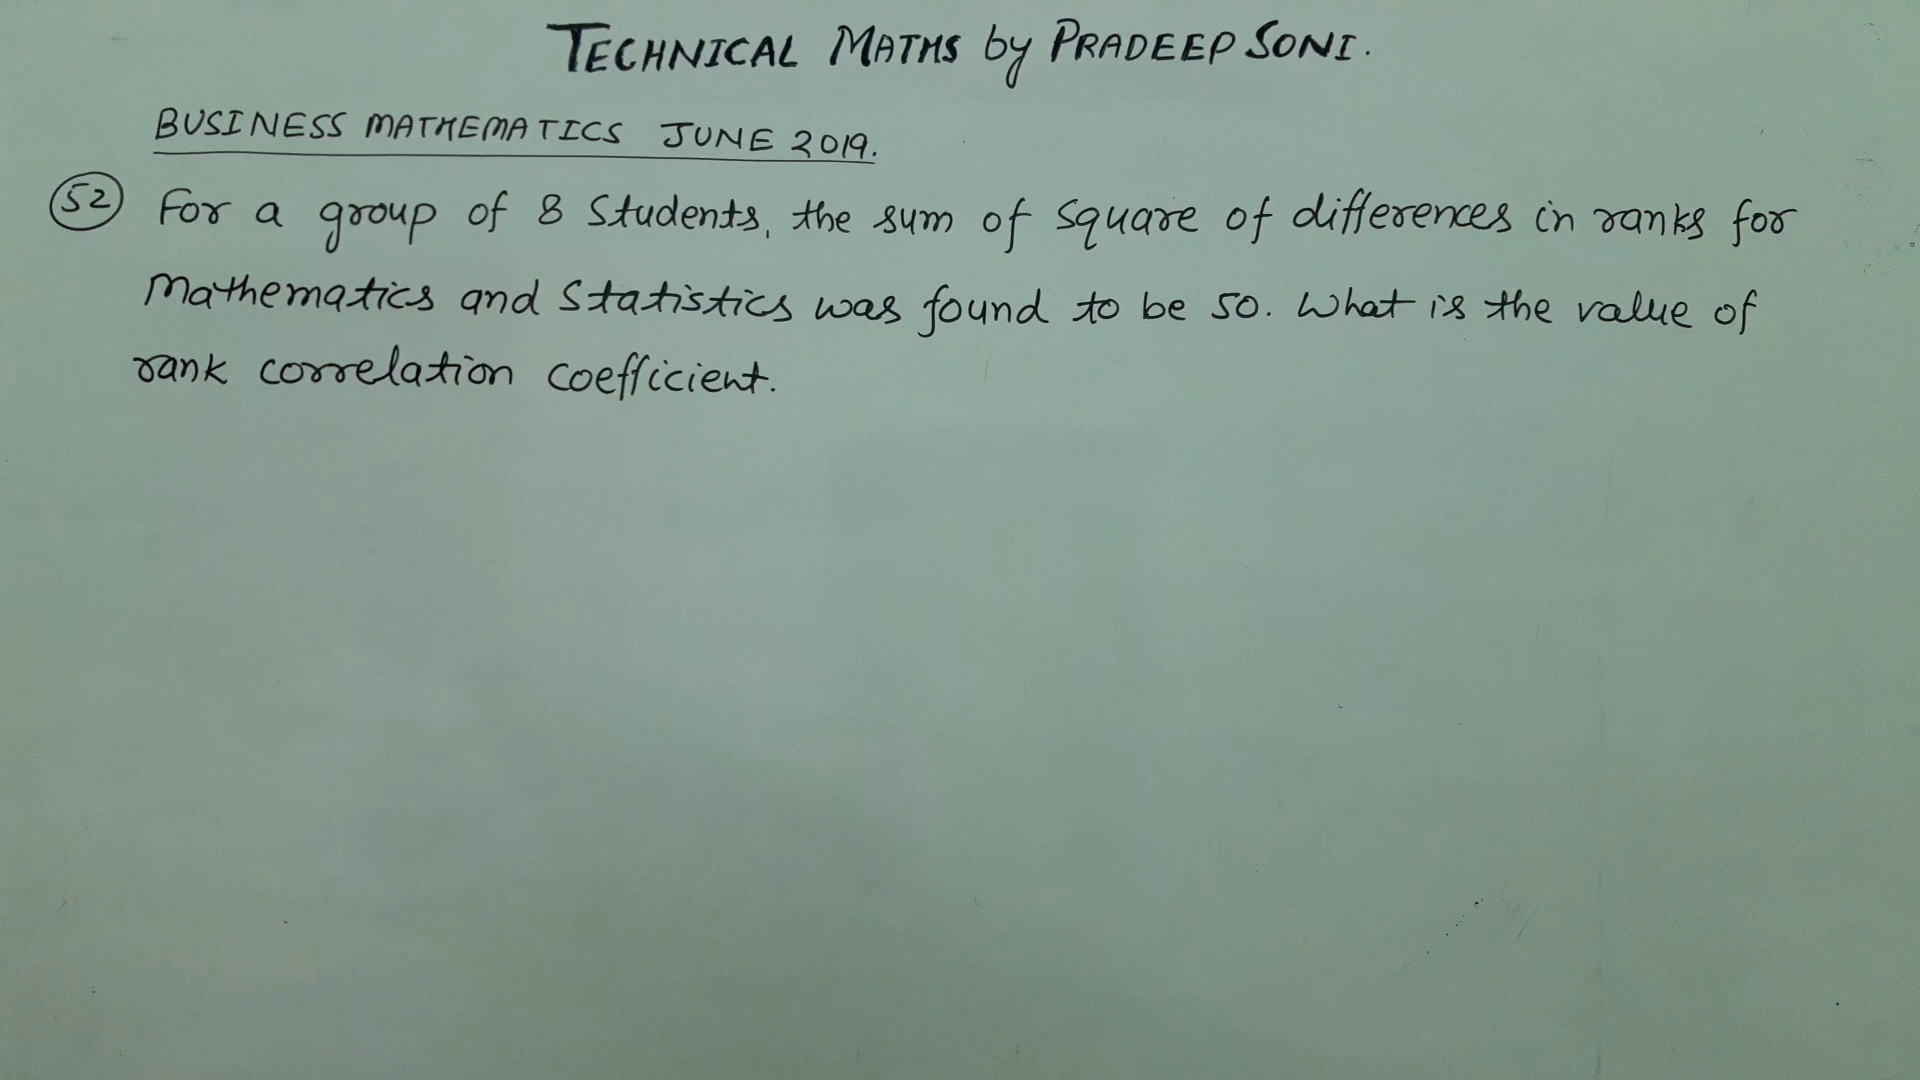 TECHNICAL MATHS by PRADEEP SONI.
BUSINESS MATHEMATICS JUNE 2019.
52 For a group of 8 Students, the sum of square of differences in ranks for
Mathematics and Statistics was found to be 50. What is the value of
rank correlation coefficient.